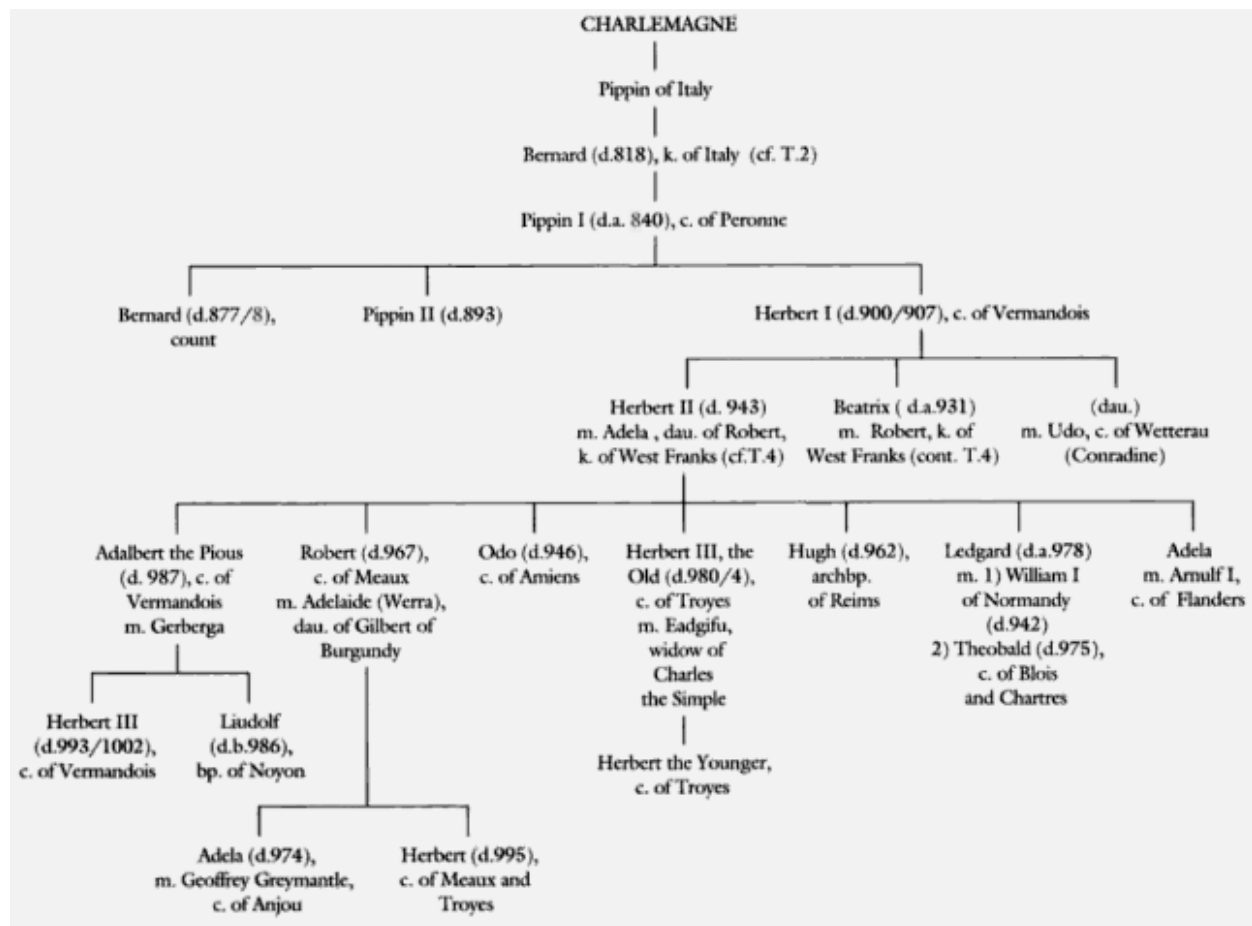 CHARLEMAGNE
Pippin of Italy
Bernard (d.818), k. of Italy (cf. T.2)
Pippin I (d.a. 840), c. of Peronne
Bernard (d.877/8),
count
Pippin II (d.893)
Herbert I (d.900/907), c. of Vermandois
Herbert II (d. 943)
m. Adela , dau. of Robert,
k. of West Franks (cf.T.4)
Beatrix ( d.a.931)
m. Robert, k. of
West Franks (cont. T.4)
(dau.)
m. Udo, c. of Wetterau
(Conradine)
Adalbert the Pious
(d. 987), c. of
Vermandois
m. Gerberga
Robert (d.967),
c. of Meaux
m. Adelaide (Werra),
dau. of Gilbert of
Burgundy
Odo (d.946),
c. of Amiens
Herbert III, the
Old (d.980/4),
c. of Troyes
m. Eadgifu,
widow of
Charles
the Simple
Hugh (d.962),
archbp.
of Reims
Ledgard (d.a.978)
m. 1) William I
of Normandy
(d.942)
2) Theobald (d.975),
c. of Blois
and Chartres
Adela
m. Arnulf I,
c. of Flanders
Herbert III
(d.993/1002),
c. of Vermandois
Liudolf
(d.b.986),
bp. of Noyon
Herbert the Younger,
c. of Troyes
Adela (d.974),
m. Geoffrey Greymantle,
c. of Anjou
Herbert (d.995),
c. of Meaux and
Troyes